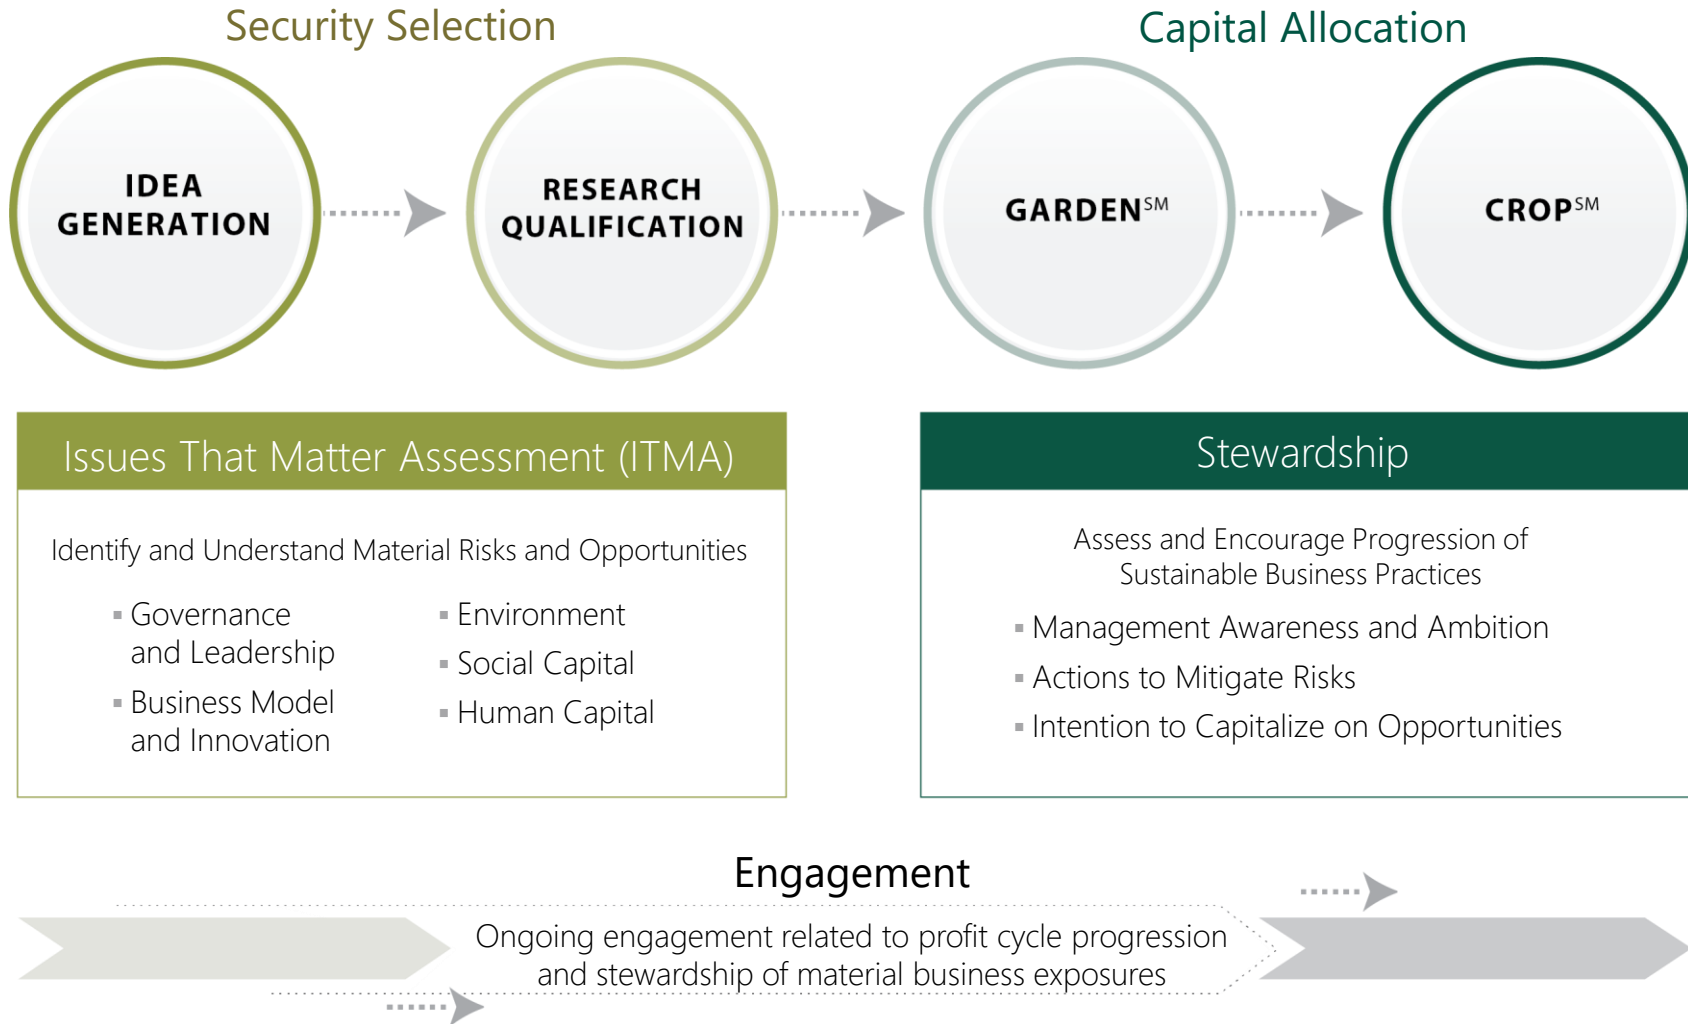 Security Selection
Capital Allocation
IDEA
GENERATION
RESEARCH
QUALIFICATION
GARDEN℠
CROP℠
Issues That Matter Assessment (ITMA)
Identify and Understand Material Risks and Opportunities
▪ Governance
and Leadership
▪ Business Model
and Innovation
▪ Environment
▪ Social Capital
▪ Human Capital
Stewardship
Assess and Encourage Progression of
Sustainable Business Practices
▪ Management Awareness and Ambition
▪ Actions to Mitigate Risks
▪ Intention to Capitalize on Opportunities
Engagement
Ongoing engagement related to profit cycle progression
and stewardship of material business exposures